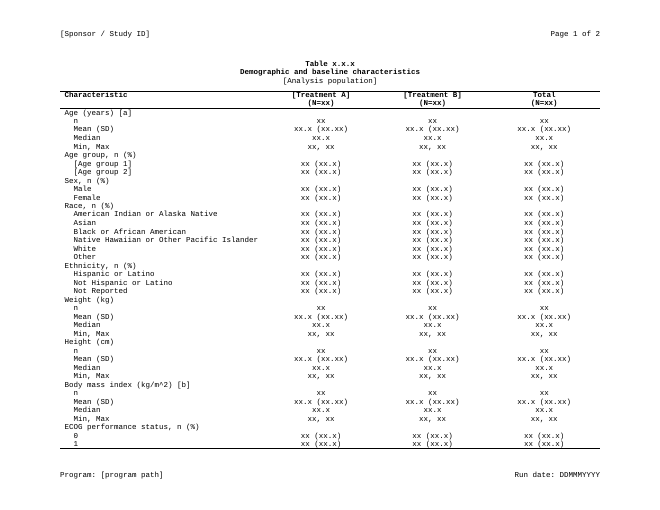 [Sponsor / Study ID] Page 1 of 2
Table x.x.x
Demographic and baseline characteristics
[Analysis population]
Characteristic [Treatment A] [Treatment B] Total
(N=xx) (N=xx) (N=xx)
Age (years) [a]
n xx xx xx
Mean (SD) xx.x (xx.xx) xx.x (xx.xx) xx.x (xx.xx)
Median xx.x xx.x xx.x
Min, Max xx, xx xx, xx xx, xx
Age group, n (%)
[Age group 1] xx (xx.x) xx (xx.x) xx (xx.x)
[Age group 2] xx (xx.x) xx (xx.x) xx (xx.x)
Sex, n (%)
Male xx (xx.x) xx (xx.x) xx (xx.x)
Female xx (xx.x) xx (xx.x) xx (xx.x)
Race, n (%)
American Indian or Alaska Native xx (xx.x) xx (xx.x) xx (xx.x)
Asian xx (xx.x) xx (xx.x) xx (xx.x)
Black or African American xx (xx.x) xx (xx.x) xx (xx.x)
Native Hawaiian or Other Pacific Islander xx (xx.x) xx (xx.x) xx (xx.x)
White xx (xx.x) xx (xx.x) xx (xx.x)
Other xx (xx.x) xx (xx.x) xx (xx.x)
Ethnicity, n (%)
Hispanic or Latino xx (xx.x) xx (xx.x) xx (xx.x)
Not Hispanic or Latino xx (xx.x) xx (xx.x) xx (xx.x)
Not Reported xx (xx.x) xx (xx.x) xx (xx.x)
Weight (kg)
n xx xx xx
Mean (SD) xx.x (xx.xx) xx.x (xx.xx) xx.x (xx.xx)
Median xx.x xx.x xx.x
Min, Max xx, xx xx, xx xx, xx
Height (cm)
n xx xx xx
Mean (SD) xx.x (xx.xx) xx.x (xx.xx) xx.x (xx.xx)
Median xx.x xx.x xx.x
Min, Max xx, xx xx, xx xx, xx
Body mass index (kg/m^2) [b]
n xx xx xx
Mean (SD) xx.x (xx.xx) xx.x (xx.xx) xx.x (xx.xx)
Median xx.x xx.x xx.x
Min, Max xx, xx xx, xx xx, xx
ECOG performance status, n (%)
0 xx (xx.x) xx (xx.x) xx (xx.x)
1 xx (xx.x) xx (xx.x) xx (xx.x)
Program: [program path] Run date: DDMMMYYYY